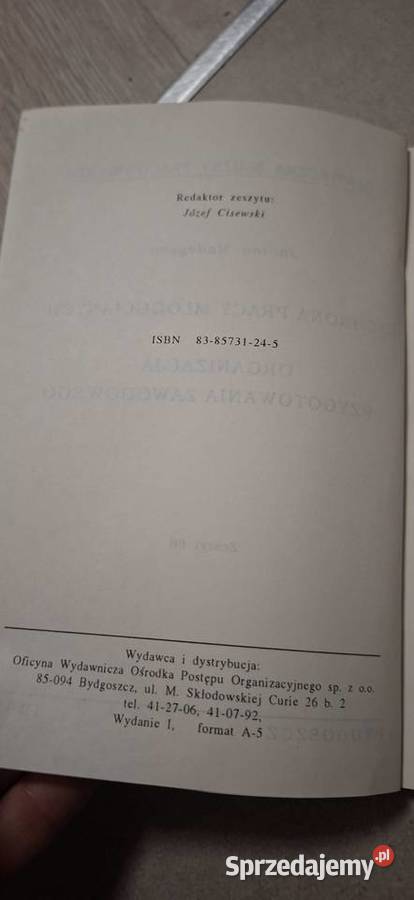 Redaktor zeszytu:
Józef Cisewski
ISBN 83-85731-24-5
Wydawca i dystrybucja:
Oficyna Wydawnicza Ośrodka Postępu Organizacyjnego sp. z o.o.
85-094 Bydgoszcz, ul. M. Skłodowskiej Curie 26 b. 2
tel. 41-27-06, 41-07-92,
Wydanie I, format A-5
Sprzedajemy.pl